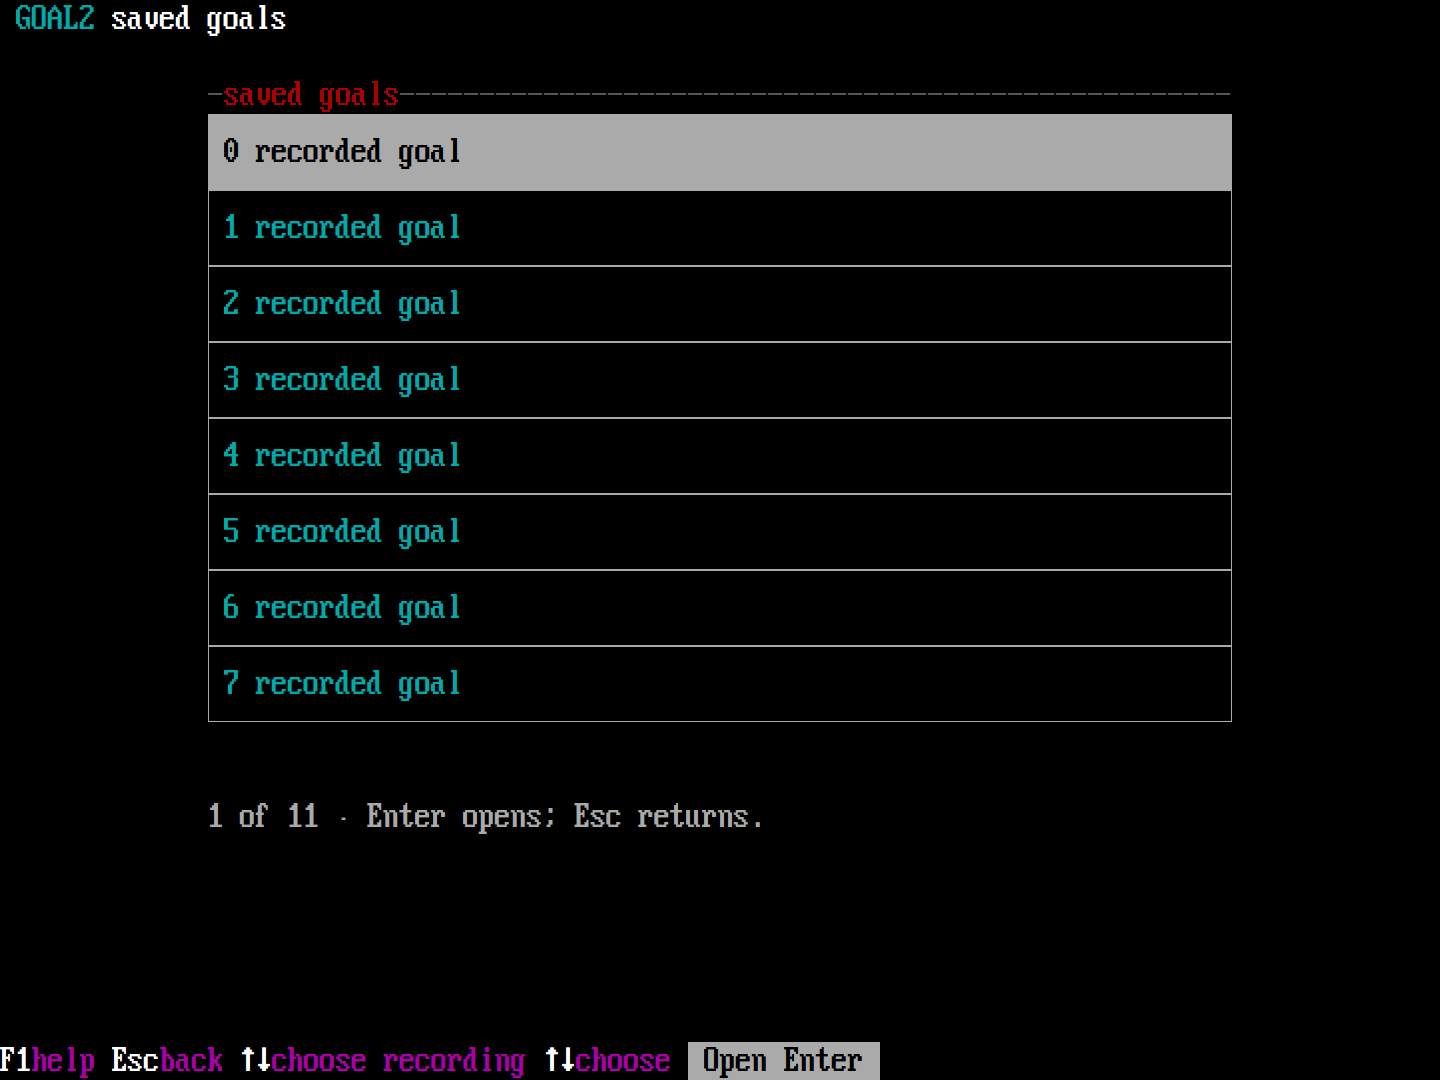 GOAL2 saved goals
saved goals
0 recorded goal
1 recorded goal
2 recorded goal
3 recorded goal
4 recorded goal
5 recorded goal
6 recorded goal
7 recorded goal
1 of 11 · Enter opens; Esc returns.
F1help Escback ↑↓choose recording ↑↓choose Open Enter